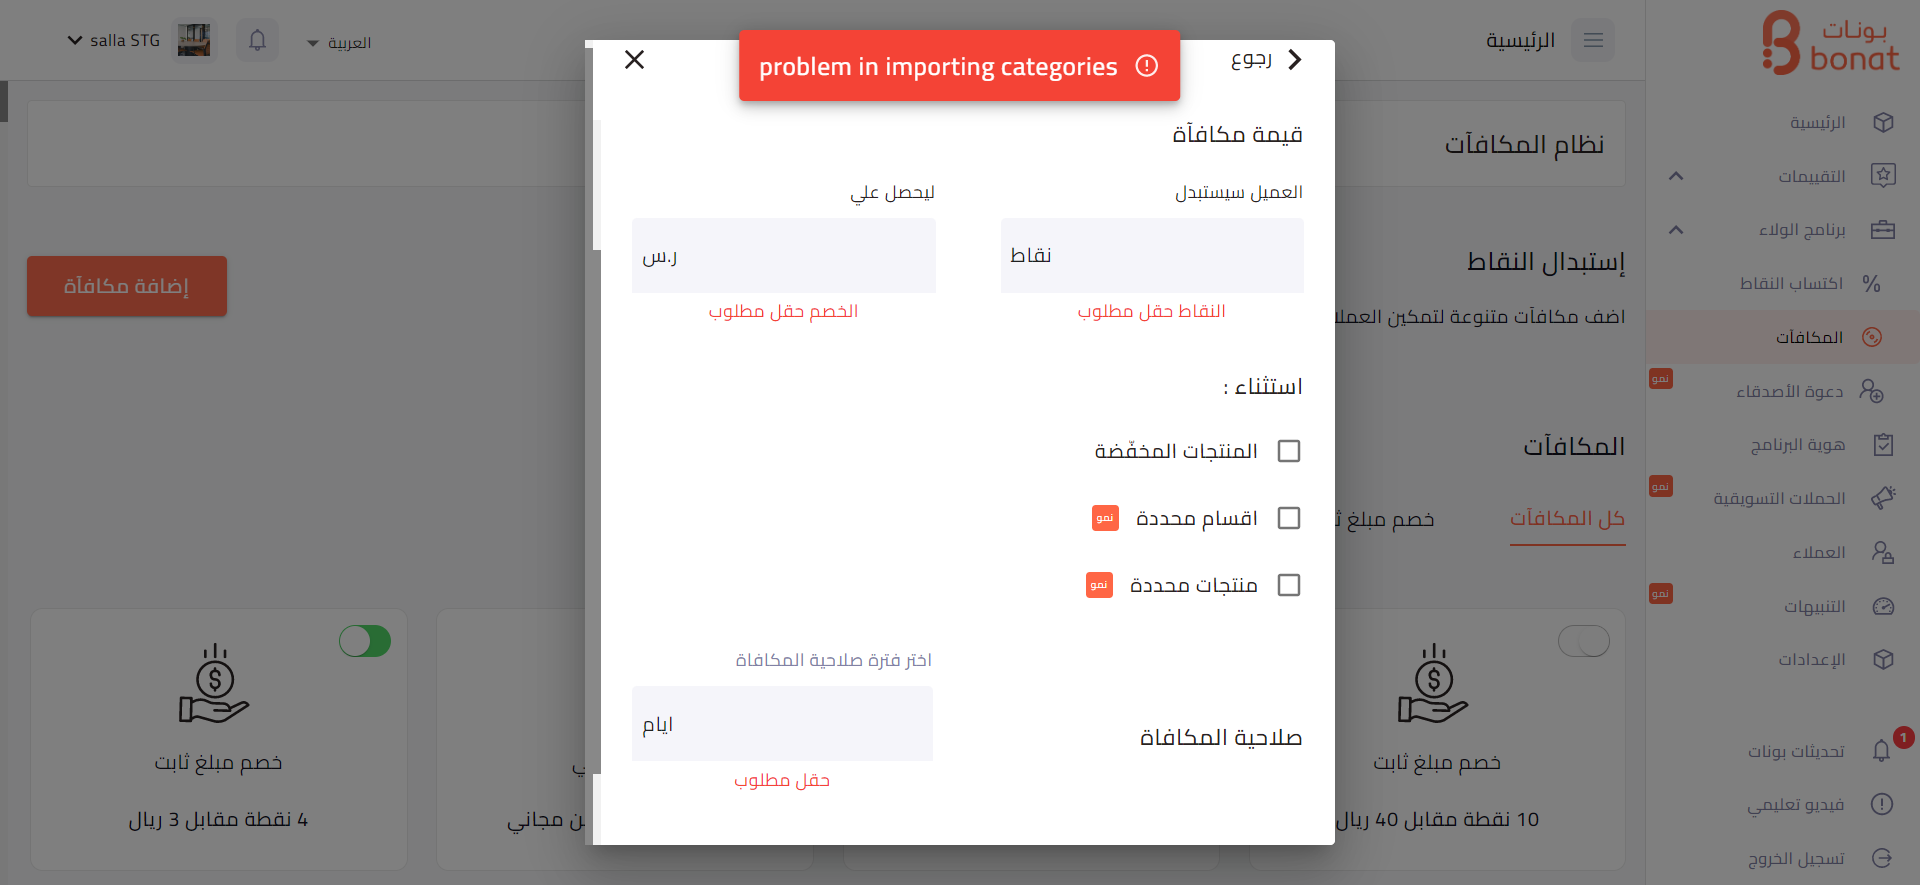 بونات
bonat
الرئيسية
العربية
salla STG
problem in importing categories
رجوع
قيمة مكافآة
العميل سيستبدل
ليحصل علي
نقاط
ر.س
النقاط حقل مطلوب
الخصم حقل مطلوب
استثناء :
المنتجات المخفّضة
اقسام محددة
نمو
منتجات محددة
نمو
اختر فترة صلاحية المكافاة
صلاحية المكافاة
ايام
حقل مطلوب
نظام المكافآت
إستبدال النقاط
اضف مكافآت متنوعة لتمكين
إضافة مكافآة
المكافآت
كل المكافآت
خصم مبلغ
خصم مبلغ ثابت
10 نقطة مقابل 40 ريال
مجاني
خصم مبلغ ثابت
4 نقطة مقابل 3 ريال
الرئيسية
التقييمات
برنامج الولاء
اكتساب النقاط
المكافآت
دعوة الأصدقاء
نمو
هوية البرنامج
الحملات التسويقية
نمو
العملاء
التنبيهات
نمو
الإعدادات
تحديثات بونات
1
فيديو تعليمي
تسجيل الخروج